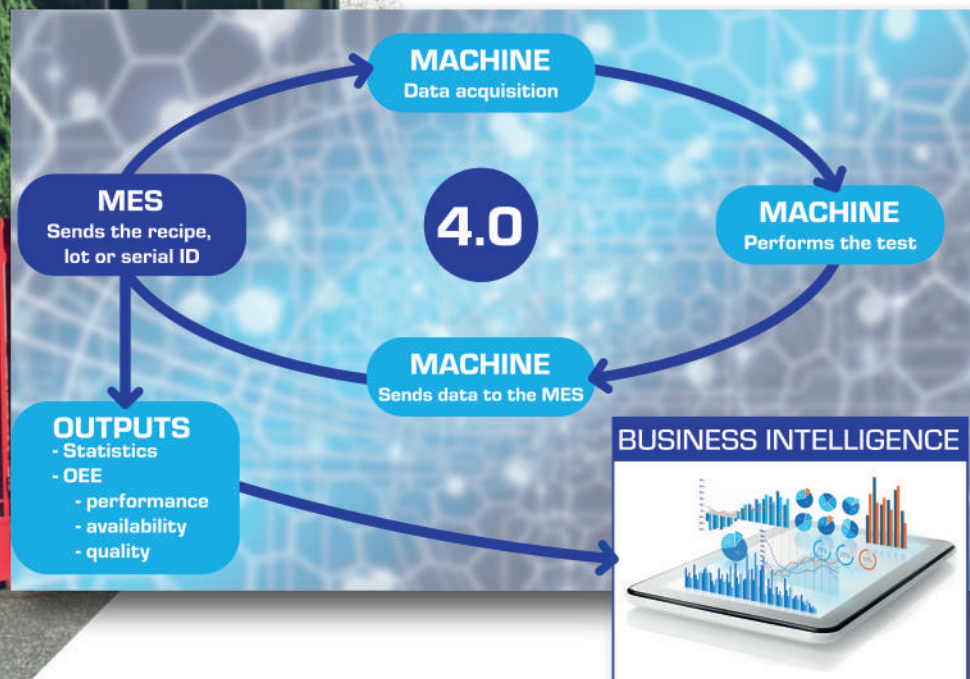 MACHINE
Data acquisition
MES
Sends the recipe,
lot or serial ID
4.0
MACHINE
Performs the test
MACHINE
Sends data to the MES
OUTPUTS
- Statistics
- OEE
- performance
- availability
- quality
BUSINESS INTELLIGENCE